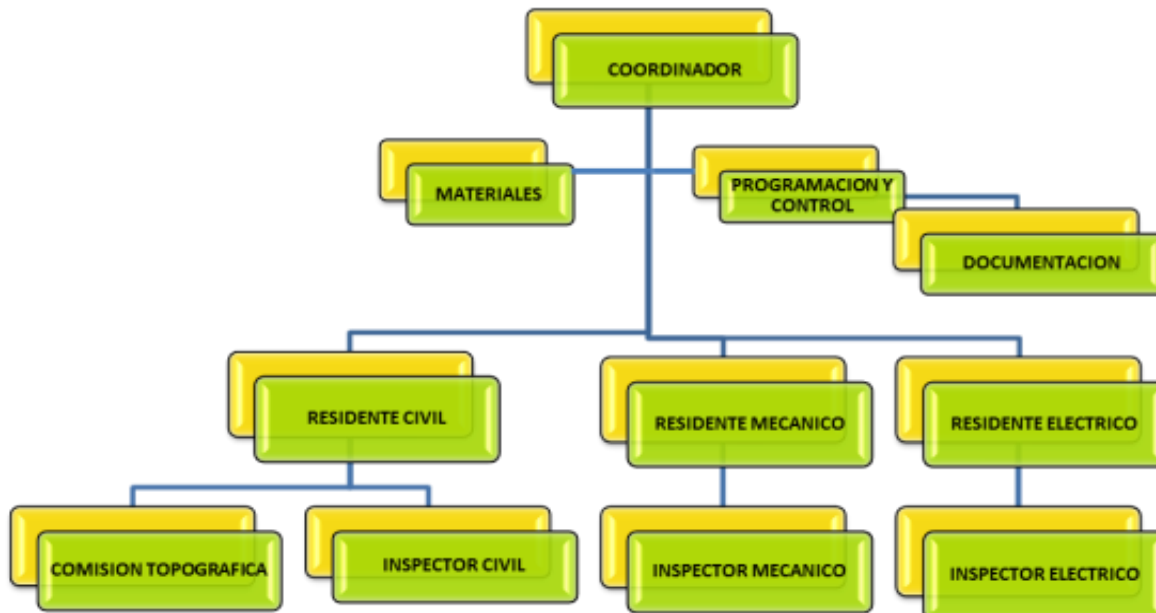 COORDINADOR
MATERIALES
PROGRAMACION Y
CONTROL
DOCUMENTACION
RESIDENTE CIVIL
RESIDENTE MECANICO
RESIDENTE ELECTRICO
COMISION TOPOGRAFICA
INSPECTOR CIVIL
INSPECTOR MECANICO
INSPECTOR ELECTRICO